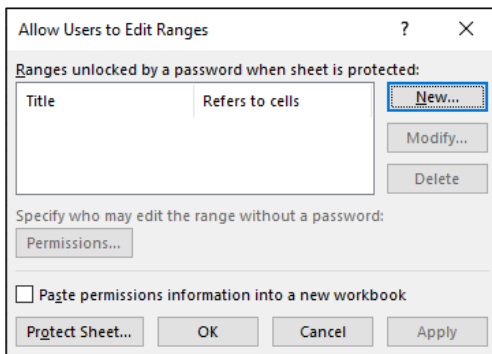 Allow Users to Edit Ranges ? 
Ranges unlocked by a password when sheet is protected:
Title Refers to cells
New...
Modify...
Delete
Specify who may edit the range without a password:
Permissions...
Paste permissions information into a new workbook
Protect Sheet... OK Cancel Apply